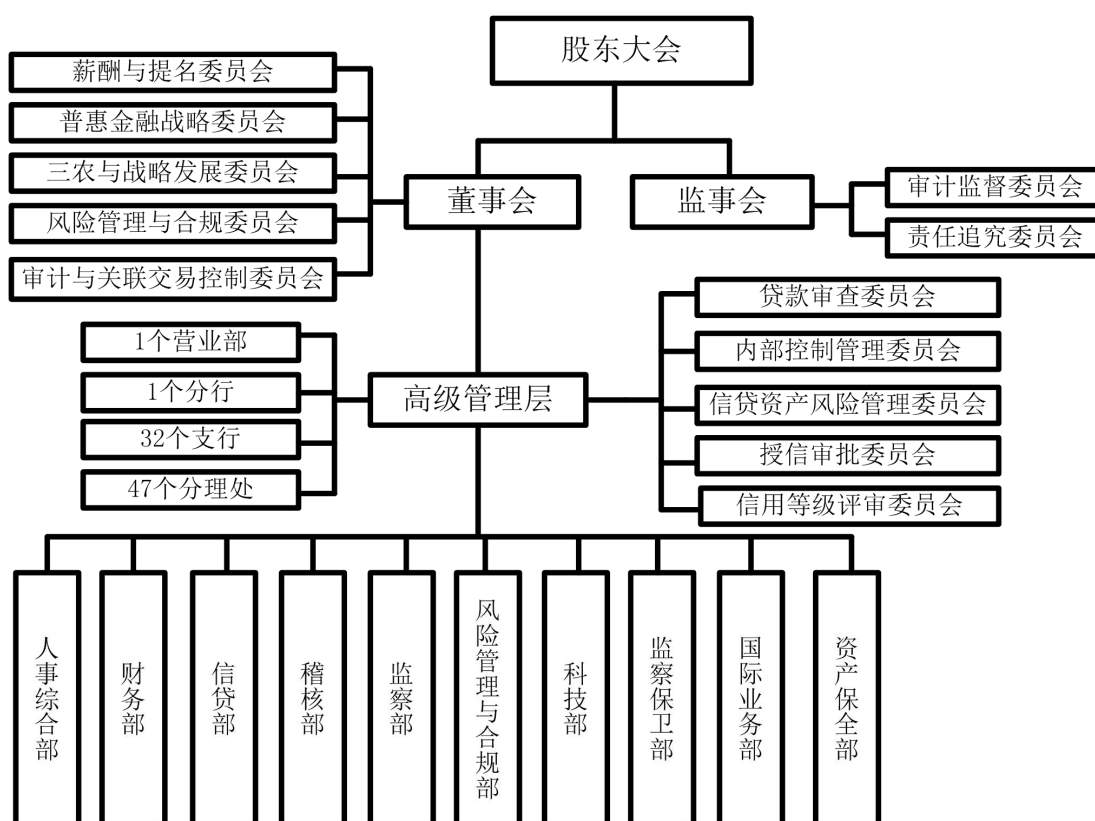 股东大会
薪酬与提名委员会
普惠金融战略委员会
三农与战略发展委员会
风险管理与合规委员会
审计与关联交易控制委员会
董事会
监事会
审计监督委员会
责任追究委员会
1个营业部
1个分行
32个支行
47个分理处
高级管理层
贷款审查委员会
内部控制管理委员会
信贷资产风险管理委员会
授信审批委员会
信用等级评审委员会
人事综合部
财务部
信贷部
稽核部
监察部
风险管理与合规部
科技部
监察保卫部
国际业务部
资产保全部